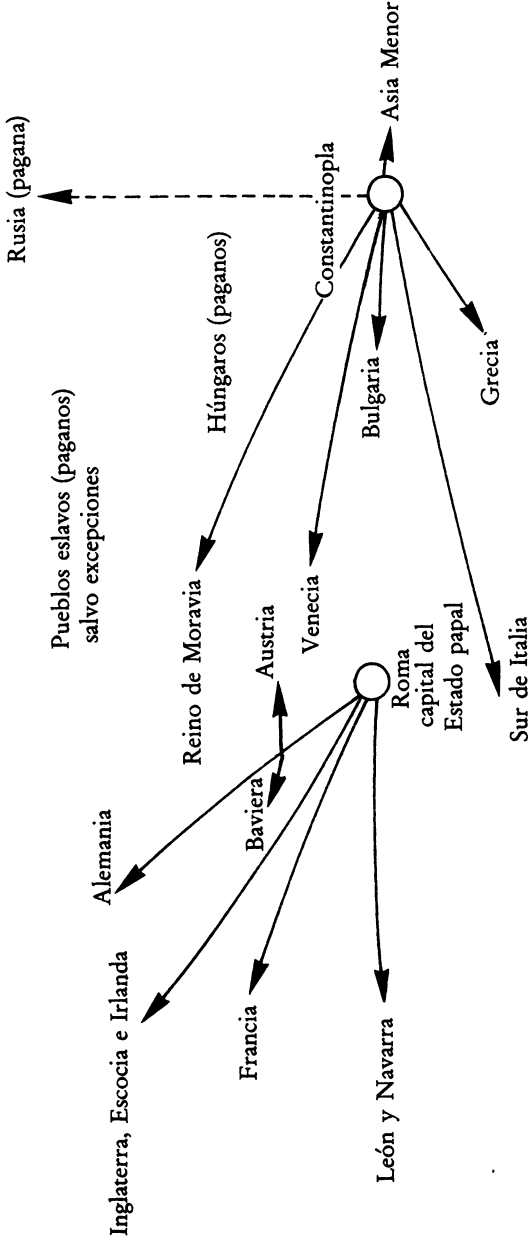 Rusia (pagana)
Pueblos eslavos (paganos)
salvo excepciones
Húngaros (paganos)
Inglaterra, Escocia e Irlanda
Alemania
Reino de Moravia
Constantinopla
Asia Menor
Francia
Baviera
Austria
Venecia
Bulgaria
León y Navarra
Roma
capital del
Estado papal
Grecia
Sur de Italia